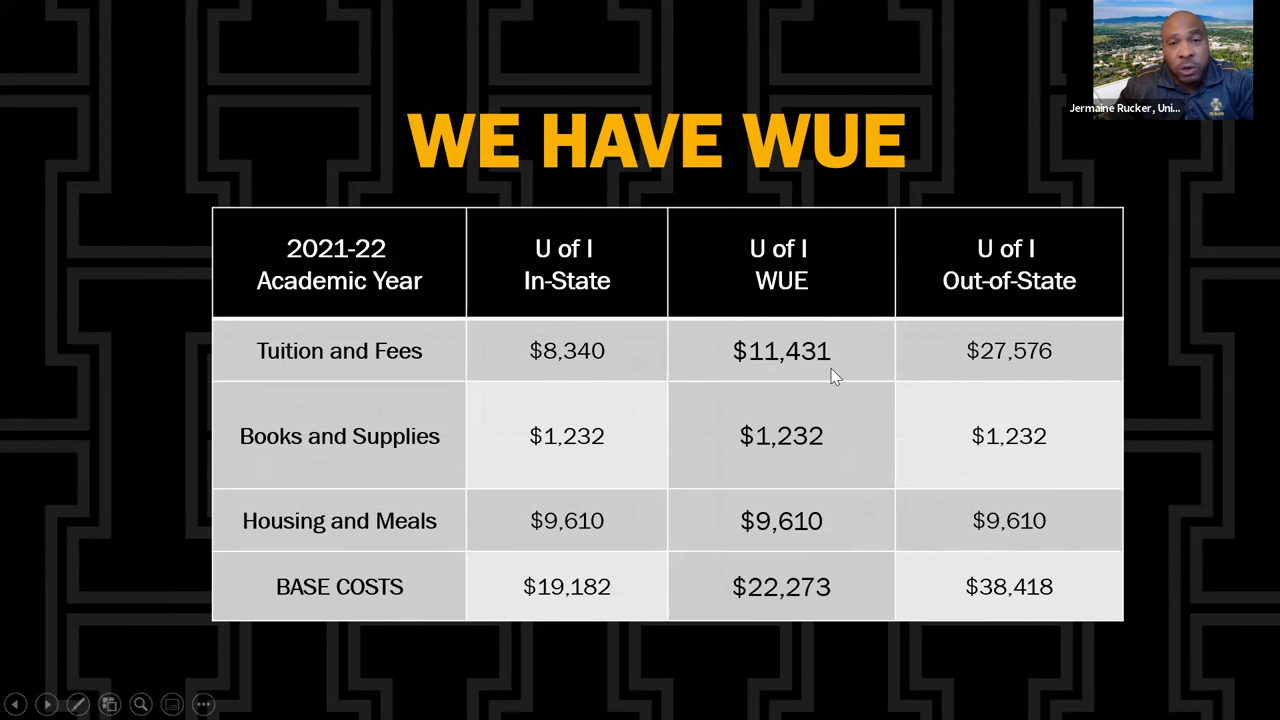 Jermaine Rucker, Uni...
WE HAVE WUE
2021-22
Academic Year
U of I
In-State
U of I
WUE
U of I
Out-of-State
Tuition and Fees
$8,340
$11,431
$27,576
Books and Supplies
$1,232
$1,232
$1,232
Housing and Meals
$9,610
$9,610
$9,610
BASE COSTS
$19,182
$22,273
$38,418